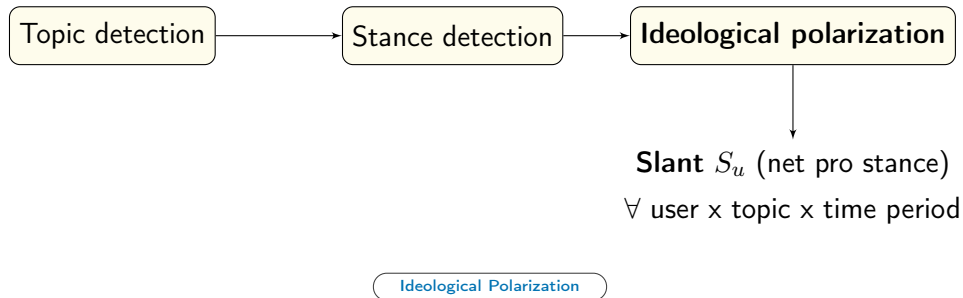 Topic detection
Stance detection
Ideological polarization
Slant S_u (net pro stance)
∀ user x topic x time period
Ideological Polarization